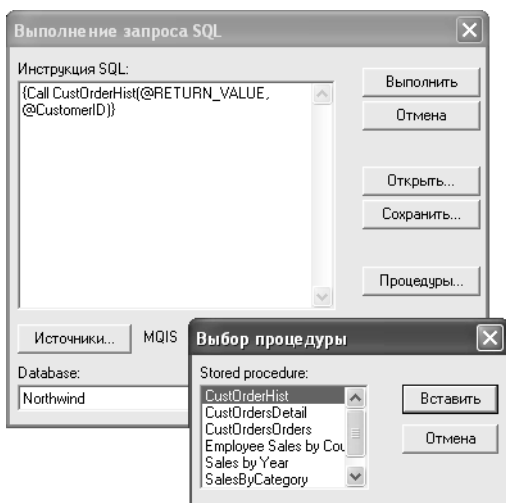 Выполнение запроса SQL
Инструкция SQL:
{Call CustOrderHist(@RETURN_VALUE,
@CustomerID)}
Выполнить
Отмена
Открыть...
Сохранить...
Процедуры...
Источники...
MQIS
Database:
Northwind
Выбор процедуры
Stored procedure:
CustOrderHist
CustOrdersDetail
CustOrdersOrders
Employee Sales by Cou
Sales by Year
SalesByCategory
Вставить
Отмена